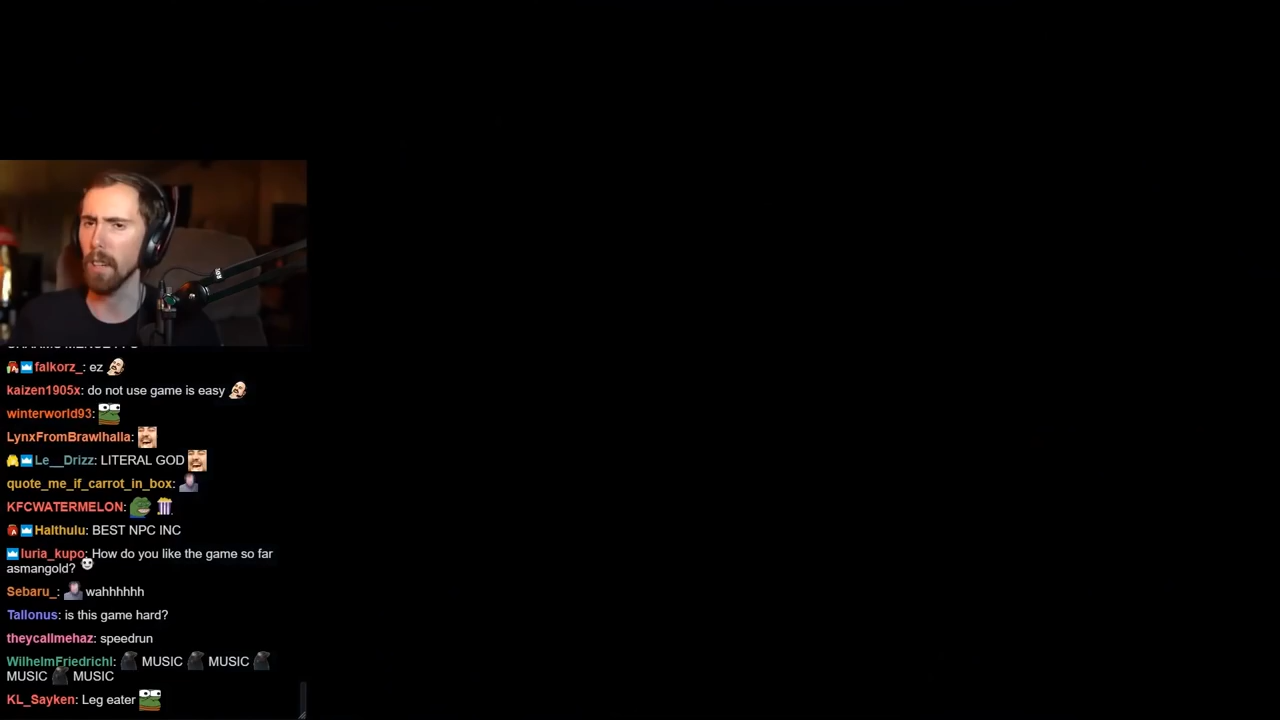 falkorz_: ez
kaizen1905x: do not use game is easy
winterworld93:
LynxFromBrawlhalla:
Le__Drizz: LITERAL GOD
quote_me_if_carrot_in_box:
KFCWATERMELON:
Halthulu: BEST NPC INC
luria_kupo: How do you like the game so far
asmangold?
Sebaru_: wahhhhhh
Tallonus: is this game hard?
theycallmehaz: speedrun
WilhelmFriedrichI: MUSIC MUSIC
MUSIC MUSIC
KL_Sayken: Leg eater